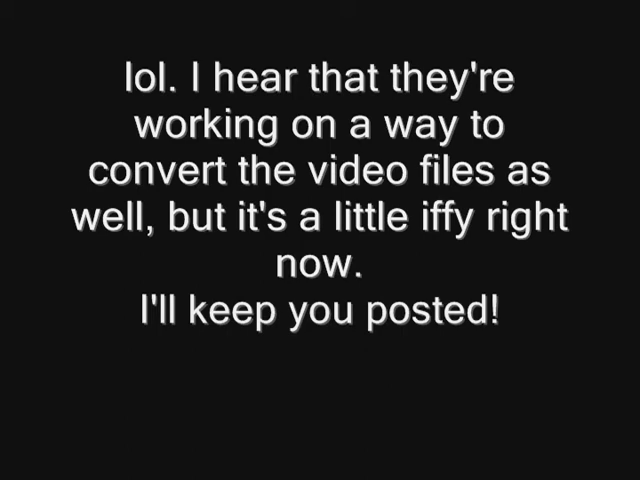 lol. I hear that they're
working on a way to
convert the video files as
well, but it's a little iffy right
now.
I'll keep you posted!